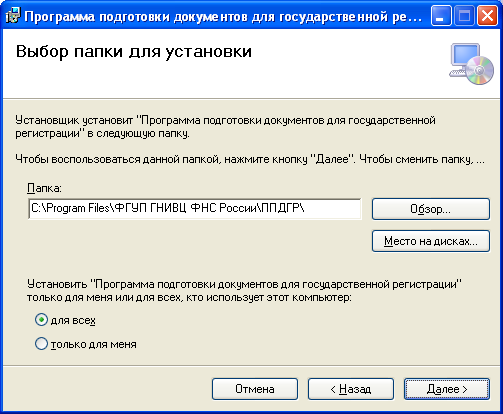 Программа подготовки документов для государственной ре...
Выбор папки для установки
Установщик установит "Программа подготовки документов для государственной
регистрации" в следующую папку.
Чтобы воспользоваться данной папкой, нажмите кнопку "Далее". Чтобы сменить папку, ...
Папка:
C:\Program Files\ФГУП ГНИВЦ ФНС России\ППДГР\
Обзор...
Место на дисках...
Установить "Программа подготовки документов для государственной регистрации"
только для меня или для всех, кто использует этот компьютер:
для всех
только для меня
Отмена
< Назад
Далее >